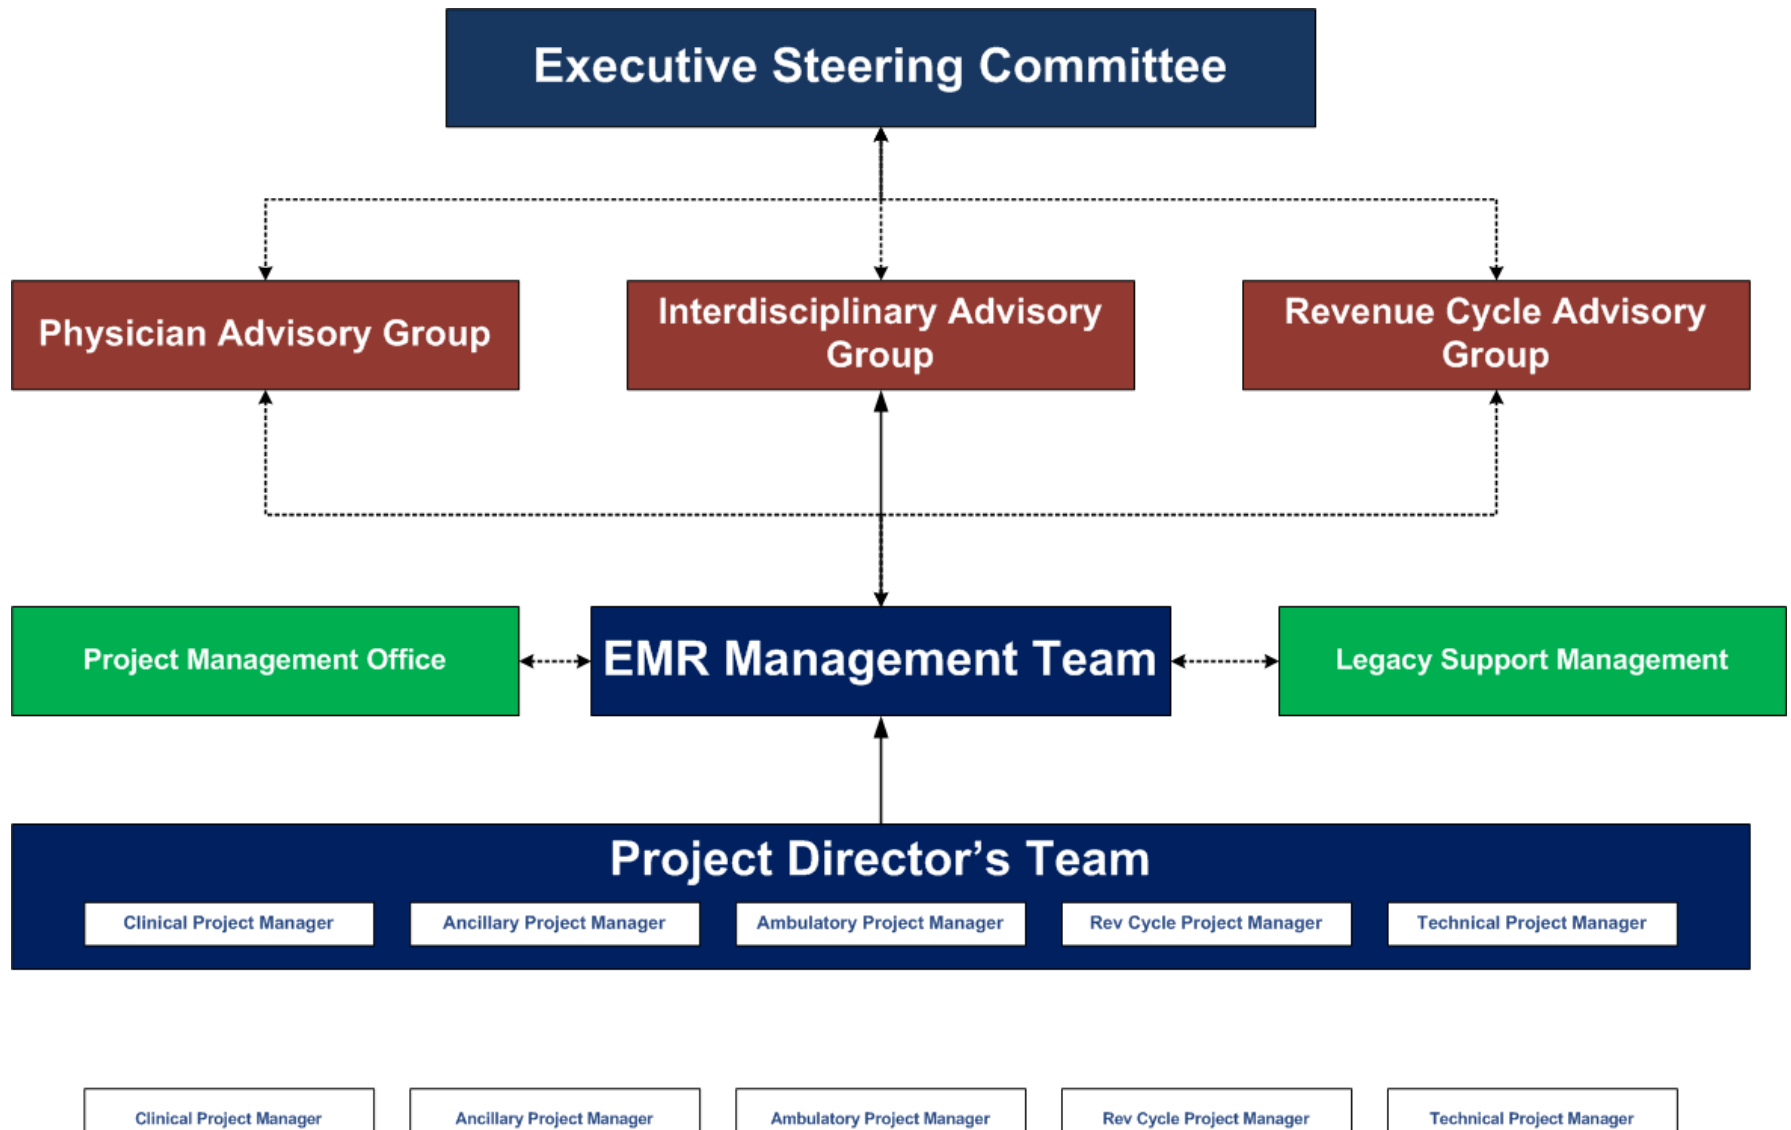 Executive Steering Committee
Physician Advisory Group
Interdisciplinary Advisory
Group
Revenue Cycle Advisory
Group
Project Management Office
EMR Management Team
Legacy Support Management
Project Director’s Team
Clinical Project Manager
Ancillary Project Manager
Ambulatory Project Manager
Rev Cycle Project Manager
Technical Project Manager
Clinical Project Manager
Ancillary Project Manager
Ambulatory Project Manager
Rev Cycle Project Manager
Technical Project Manager